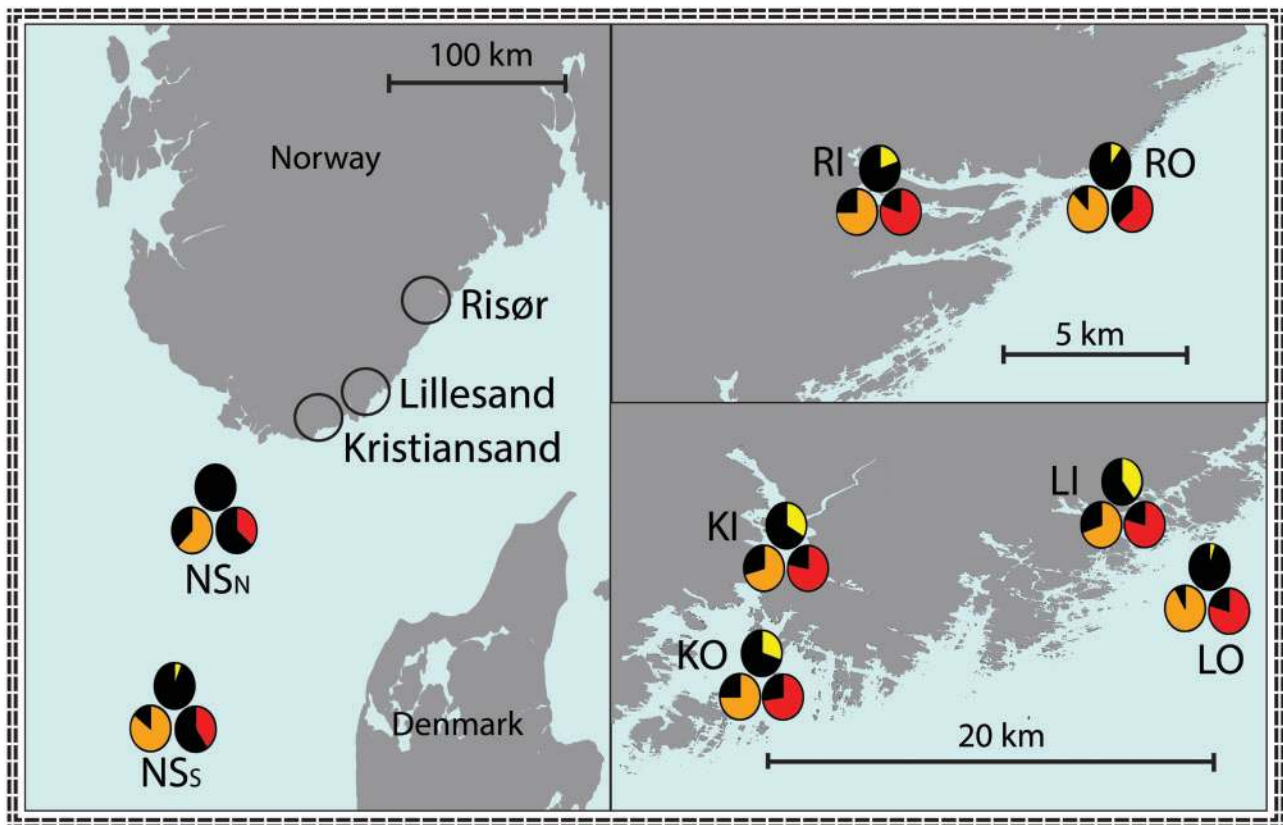 100 km
Norway
Risør
Lillesand
Kristiansand
NSN
NSS
Denmark
RI
RO
5 km
LI
KI
KO
LO
20 km